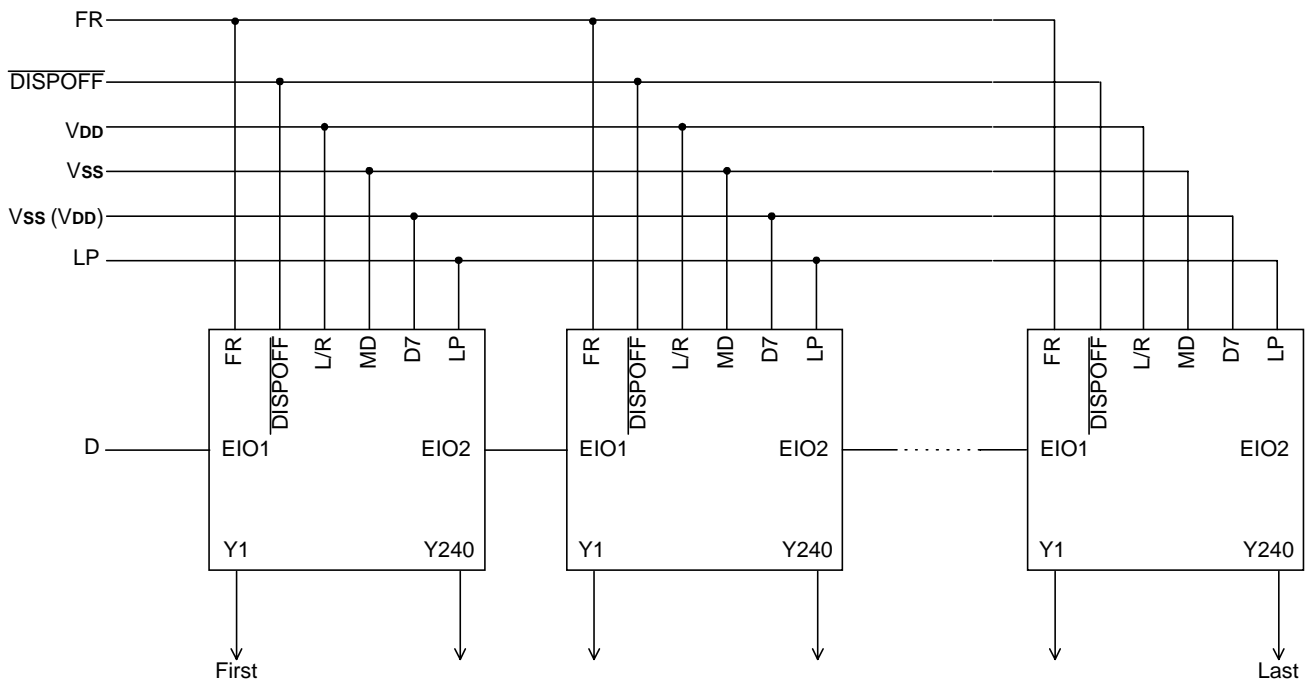 FR
DISPOFF
VDD
VSS
VSS (VDD)
LP
FR
DISPOFF
L/R
MD
D7
LP
FR
DISPOFF
L/R
MD
D7
LP
FR
DISPOFF
L/R
MD
D7
LP
D
EIO1
EIO2
EIO1
EIO2
EIO1
EIO2
Y1
Y240
Y1
Y240
Y1
Y240
First
Last